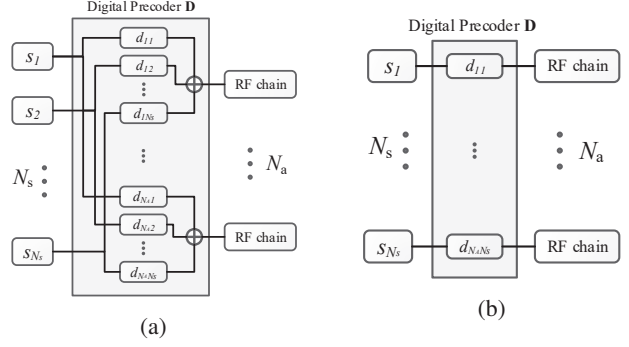 Digital Precoder D
s1
s2
⋮
Ns
sNs
d11
d12
⋮
d1Ns
⋮
dNa1
dNa2
⋮
dNaNs
RF chain
⋮
Na
RF chain
(a)
Digital Precoder D
s1
d11
RF chain
Ns
⋮
⋮
⋮
Na
sNs
dNaNs
RF chain
(b)